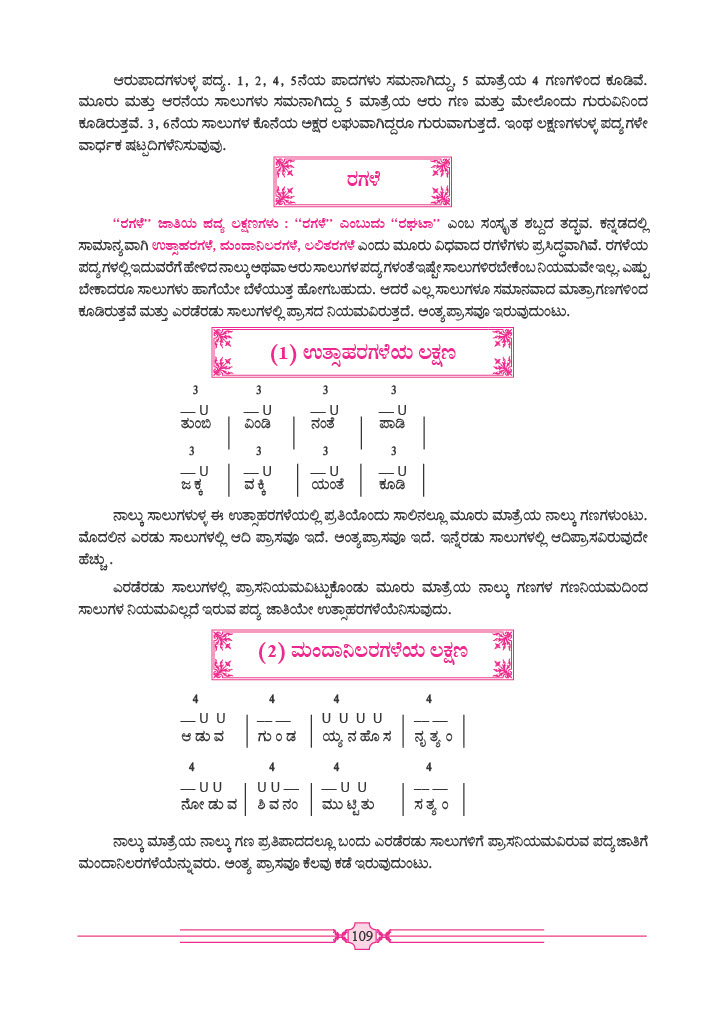 ಆರುಪಾದಗಳುಳ್ಳ ಪದ್ಯ. 1, 2, 4, 5ನೆಯ ಪಾದಗಳು ಸಮನಾಗಿದ್ದು, 5 ಮಾತ್ರೆಯ 4 ಗಣಗಳಿಂದ ಕೂಡಿವೆ.
ಮೂರು ಮತ್ತು ಆರನೆಯ ಸಾಲುಗಳು ಸಮನಾಗಿದ್ದು 5 ಮಾತ್ರೆಯ ಆರು ಗಣ ಮತ್ತು ಮೇಲೊಂದು ಗುರುವಿನಿಂದ
ಕೂಡಿರುತ್ತವೆ. 3, 6ನೆಯ ಸಾಲುಗಳ ಕೊನೆಯ ಅಕ್ಷರ ಲಘುವಾಗಿದ್ದರೂ ಗುರುವಾಗುತ್ತದೆ. ಇಂಥ ಲಕ್ಷಣಗಳುಳ್ಳ ಪದ್ಯಗಳೇ
ವಾರ್ಧಕ ಷಟ್ಪದಿಗಳೆನಿಸುವುವು.
ರಗಳೆ
“ರಗಳೆ” ಜಾತಿಯ ಪದ್ಯ ಲಕ್ಷಣಗಳು : “ರಗಳೆ” ಎಂಬುದು “ರಘಟಾ” ಎಂಬ ಸಂಸ್ಕೃತ ಶಬ್ದದ ತದ್ಭವ. ಕನ್ನಡದಲ್ಲಿ
ಸಾಮಾನ್ಯವಾಗಿ ಉತ್ಸಾಹರಗಳೆ, ಮಂದಾನಿಲರಗಳೆ, ಲಲಿತರಗಳೆ ಎಂದು ಮೂರು ವಿಧವಾದ ರಗಳೆಗಳು ಪ್ರಸಿದ್ಧವಾಗಿವೆ. ರಗಳೆಯ
ಪದ್ಯಗಳಲ್ಲಿ ಇದುವರೆಗೆ ಹೇಳಿದ ನಾಲ್ಕು ಅಥವಾ ಆರು ಸಾಲುಗಳ ಪದ್ಯಗಳಂತೆ ಇಷ್ಟೇ ಸಾಲುಗಳಿರಬೇಕೆಂಬ ನಿಯಮವೇ ಇಲ್ಲ. ಎಷ್ಟು
ಬೇಕಾದರೂ ಸಾಲುಗಳು ಹಾಗೆಯೇ ಬೆಳೆಯುತ್ತ ಹೋಗಬಹುದು. ಆದರೆ ಎಲ್ಲ ಸಾಲುಗಳೂ ಸಮಾನವಾದ ಮಾತ್ರಾಗಣಗಳಿಂದ
ಕೂಡಿರುತ್ತವೆ ಮತ್ತು ಎರಡೆರಡು ಸಾಲುಗಳಲ್ಲಿ ಪ್ರಾಸದ ನಿಯಮವಿರುತ್ತದೆ. ಅಂತ್ಯಪ್ರಾಸವೂ ಇರುವುದುಂಟು.
(1) ಉತ್ಸಾಹರಗಳೆಯ ಲಕ್ಷಣ
3 3 3 3
— U — U — U — U
ತುಂಬಿ | ವಿಂಡಿ | ನಂತೆ | ಪಾಡಿ |
3 3 3 3
— U — U — U — U
ಜಕ್ಕ | ವಕ್ಕಿ | ಯಂತೆ | ಕೂಡಿ |
ನಾಲ್ಕು ಸಾಲುಗಳುಳ್ಳ ಈ ಉತ್ಸಾಹರಗಳೆಯಲ್ಲಿ ಪ್ರತಿಯೊಂದು ಸಾಲಿನಲ್ಲೂ ಮೂರು ಮಾತ್ರೆಯ ನಾಲ್ಕು ಗಣಗಳುಂಟು.
ಮೊದಲಿನ ಎರಡು ಸಾಲುಗಳಲ್ಲಿ ಆದಿ ಪ್ರಾಸವೂ ಇದೆ. ಅಂತ್ಯಪ್ರಾಸವೂ ಇದೆ. ಇನ್ನೆರಡು ಸಾಲುಗಳಲ್ಲಿ ಆದಿಪ್ರಾಸವಿರುವುದೇ
ಹೆಚ್ಚು.
ಎರಡೆರಡು ಸಾಲುಗಳಲ್ಲಿ ಪ್ರಾಸನಿಯಮವಿಟ್ಟುಕೊಂಡು ಮೂರು ಮಾತ್ರೆಯ ನಾಲ್ಕು ಗಣಗಳ ಗಣನಿಯಮದಿಂದ
ಸಾಲುಗಳ ನಿಯಮವಿಲ್ಲದೆ ಇರುವ ಪದ್ಯ ಜಾತಿಯೇ ಉತ್ಸಾಹರಗಳೆಯೆನಿಸುವುದು.
(2) ಮಂದಾನಿಲರಗಳೆಯ ಲಕ್ಷಣ
4 4 4 4
— U U — — U U U U — —
ಆ ಡು ವ | ಗು ಂ ಡ | ಯ್ಯ ನ ಹೊ ಸ | ನೃ ತ್ಯ ಂ |
4 4 4 4
— U U U U — — U U — —
ನೋ ಡು ವ | ಶಿ ವ ನಂ | ಮು ಟ್ಟಿ ತು | ಸ ತ್ಯ ಂ |
ನಾಲ್ಕು ಮಾತ್ರೆಯ ನಾಲ್ಕು ಗಣ ಪ್ರತಿಪಾದದಲ್ಲೂ ಬಂದು ಎರಡೆರಡು ಸಾಲುಗಳಿಗೆ ಪ್ರಾಸನಿಯಮವಿರುವ ಪದ್ಯಜಾತಿಗೆ
ಮಂದಾನಿಲರಗಳೆಯೆನ್ನುವರು. ಅಂತ್ಯ ಪ್ರಾಸವೂ ಕೆಲವು ಕಡೆ ಇರುವುದುಂಟು.
109